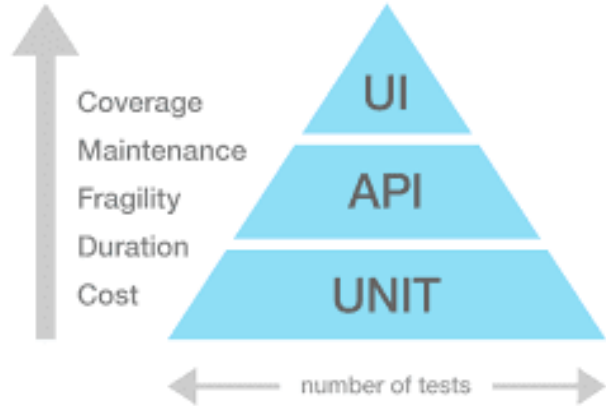 Coverage
Maintenance
Fragility
Duration
Cost
UI
API
UNIT
number of tests